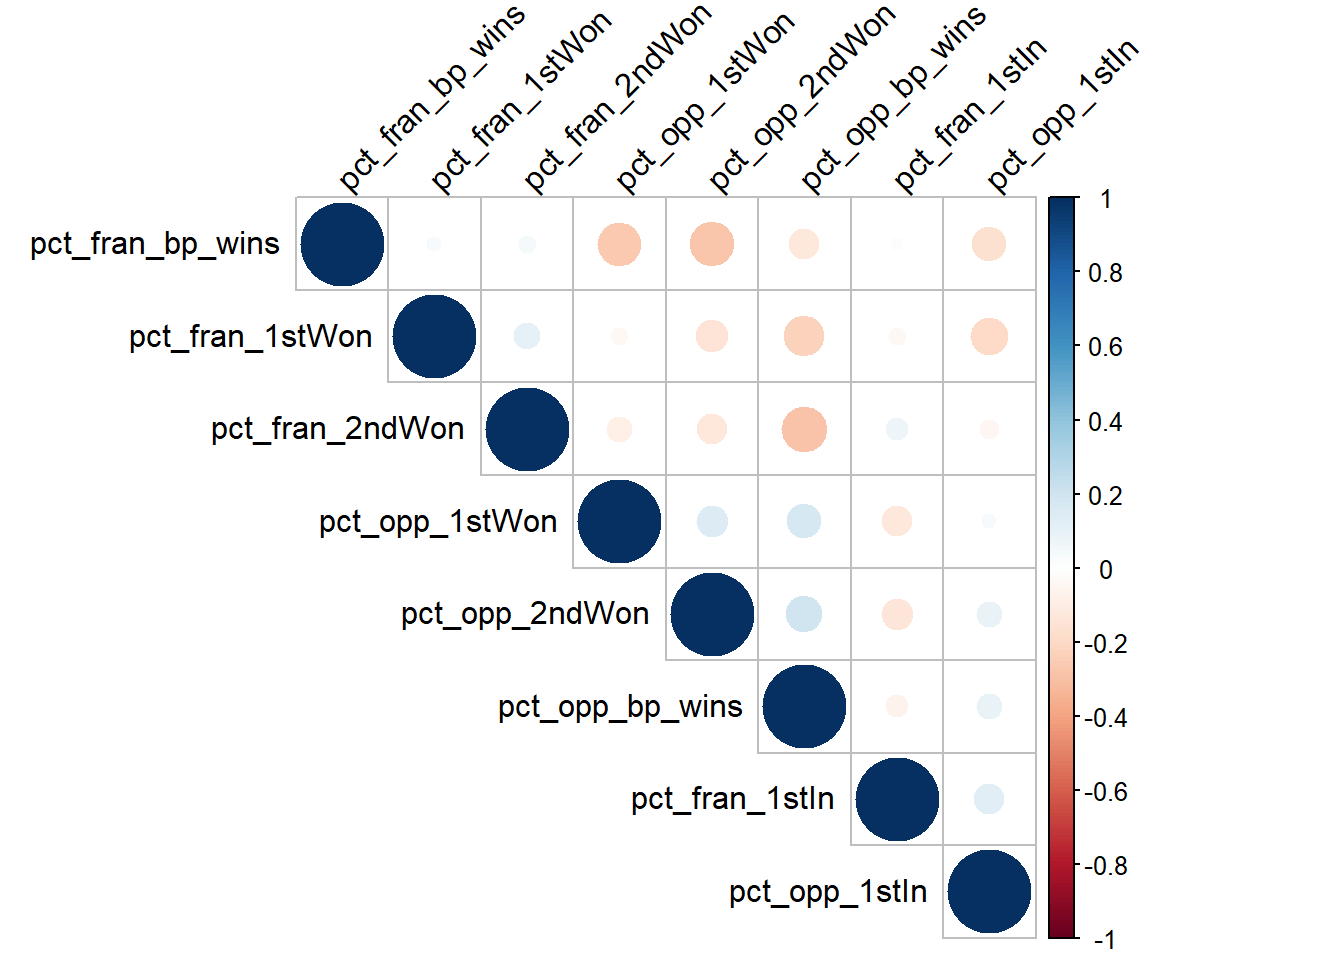 pct_fran_bp_wins
pct_fran_1stWon
pct_fran_2ndWon
pct_opp_1stWon
pct_opp_2ndWon
pct_opp_bp_wins
pct_fran_1stIn
pct_opp_1stIn
pct_fran_bp_wins
pct_fran_1stWon
pct_fran_2ndWon
pct_opp_1stWon
pct_opp_2ndWon
pct_opp_bp_wins
pct_fran_1stIn
pct_opp_1stIn
1
0.8
0.6
0.4
0.2
0
-0.2
-0.4
-0.6
-0.8
-1